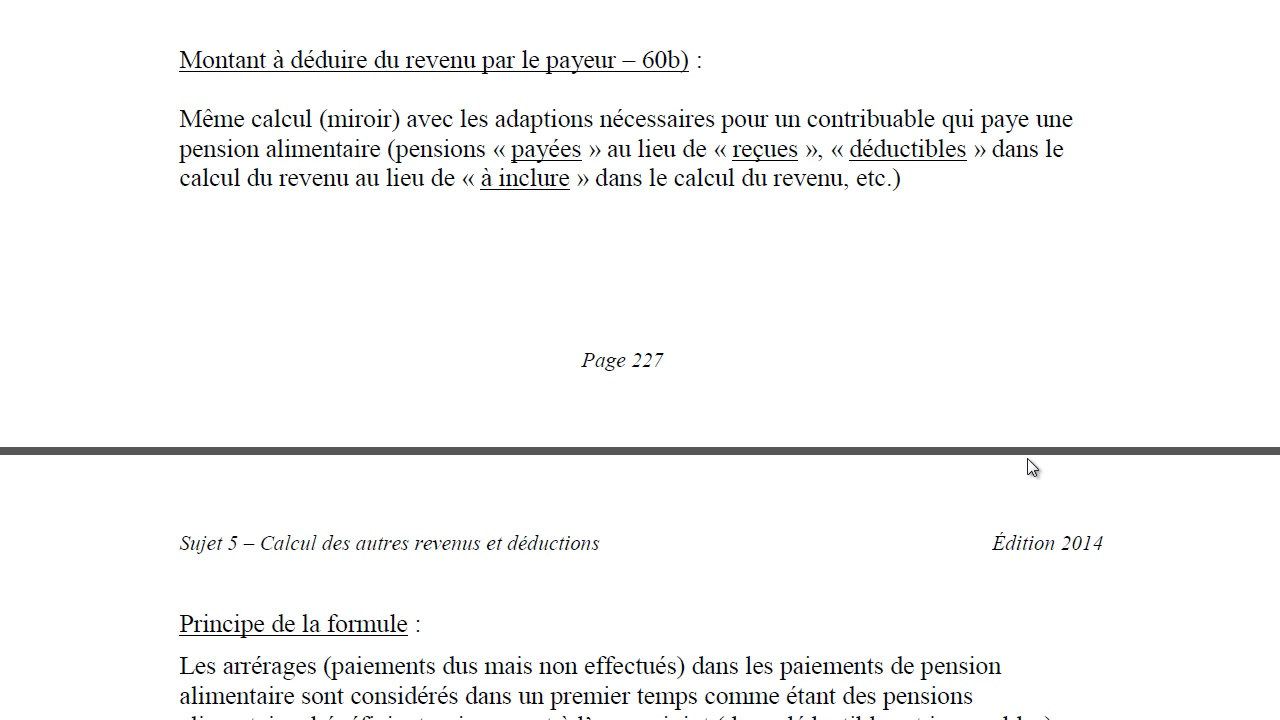 Montant à déduire du revenu par le payeur – 60b) :
Même calcul (miroir) avec les adaptions nécessaires pour un contribuable qui paye une
pension alimentaire (pensions « payées » au lieu de « reçues », « déductibles » dans le
calcul du revenu au lieu de « à inclure » dans le calcul du revenu, etc.)
Page 227
Sujet 5 – Calcul des autres revenus et déductions
Édition 2014
Principe de la formule :
Les arrérages (paiements dus mais non effectués) dans les paiements de pension
alimentaire sont considérés dans un premier temps comme étant des pensions